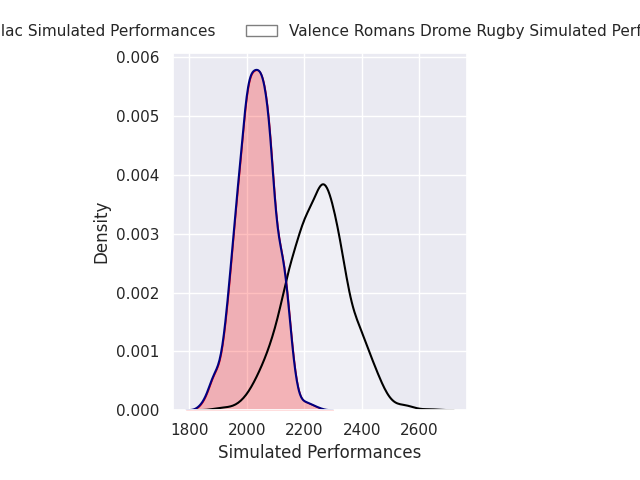 lac Simulated Performances
Valence Romans Drome Rugby Simulated Perf
0.006
0.005
0.004
0.003
0.002
0.001
0.000
Density
1800 2000 2200 2400 2600
Simulated Performances